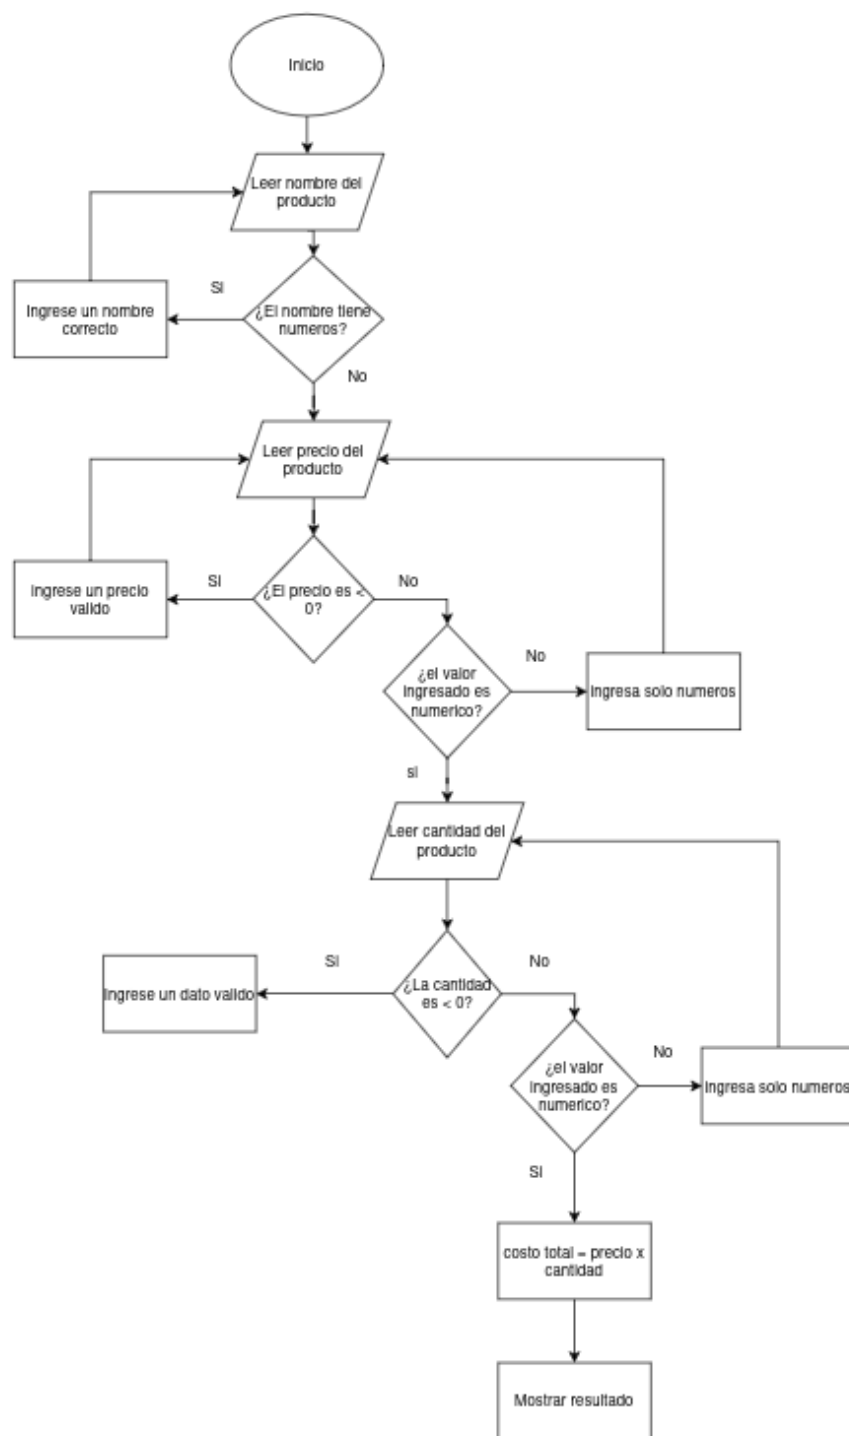 Inicio
Leer nombre del
producto
Si
Ingrese un nombre
correcto
¿El nombre tiene
numeros?
No
Leer precio del
producto
Si
No
Ingrese un precio
valido
¿El precio es <
0?
No
¿el valor
ingresado es
numerico?
Ingresa solo numeros
si
Leer cantidad del
producto
Si
No
Ingrese un dato valido
¿La cantidad
es < 0?
No
¿el valor
ingresado es
numerico?
Ingresa solo numeros
Si
costo total = precio x
cantidad
Mostrar resultado